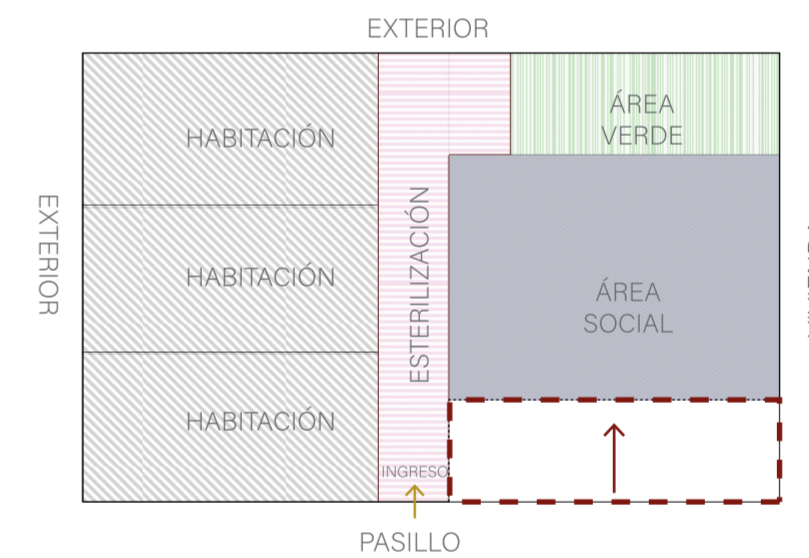 EXTERIOR
ÁREA
VERDE
HABITACIÓN
EXTERIOR
ESTERILIZACIÓN
HABITACIÓN
ÁREA
SOCIAL
HABITACIÓN
INGRESO
PASILLO